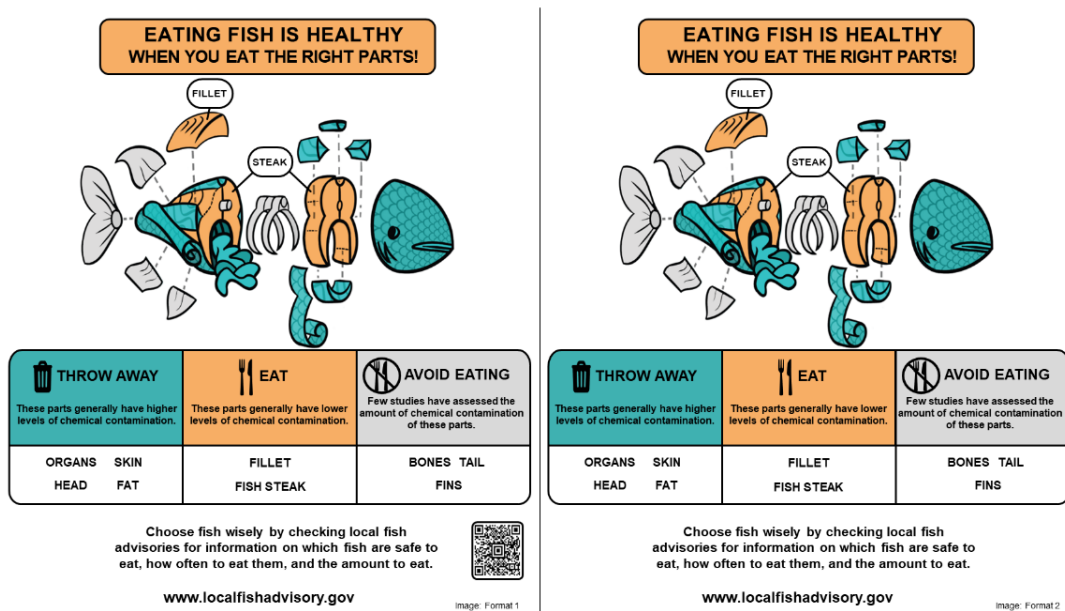 EATING FISH IS HEALTHY
WHEN YOU EAT THE RIGHT PARTS!
FILLET
STEAK
THROW AWAY
These parts generally have higher
levels of chemical contamination.
ORGANS SKIN
HEAD FAT
EAT
These parts generally have lower
levels of chemical contamination.
FILLET
FISH STEAK
AVOID EATING
Few studies have assessed the
amount of chemical contamination
of these parts.
BONES TAIL
FINS
Choose fish wisely by checking local fish
advisories for information on which fish are safe to
eat, how often to eat them, and the amount to eat.
www.localfishadvisory.gov
Image: Format 1
EATING FISH IS HEALTHY
WHEN YOU EAT THE RIGHT PARTS!
FILLET
STEAK
THROW AWAY
These parts generally have higher
levels of chemical contamination.
ORGANS SKIN
HEAD FAT
EAT
These parts generally have lower
levels of chemical contamination.
FILLET
FISH STEAK
AVOID EATING
Few studies have assessed the
amount of chemical contamination
of these parts.
BONES TAIL
FINS
Choose fish wisely by checking local fish
advisories for information on which fish are safe to
eat, how often to eat them, and the amount to eat.
www.localfishadvisory.gov
Image: Format 2